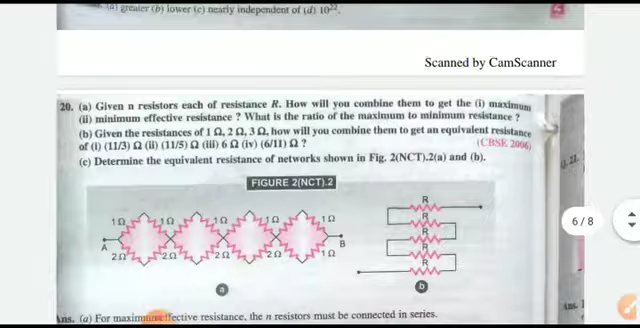 (a) greater (b) lower (c) nearly independent of (d) 10²².
Scanned by CamScanner
20. (a) Given n resistors each of resistance R. How will you combine them to get the (i) maximum
(ii) minimum effective resistance ? What is the ratio of the maximum to minimum resistance ?
(b) Given the resistances of 1 Ω, 2 Ω, 3 Ω, how will you combine them to get an equivalent resistance
of (i) (11/3) Ω (ii) (11/5) Ω (iii) 6 Ω (iv) (6/11) Ω ? (CBSE 2006)
(c) Determine the equivalent resistance of networks shown in Fig. 2(NCT).2(a) and (b).
FIGURE 2(NCT).2
1 Ω 1 Ω 1 Ω 1 Ω 1 Ω
A B
2 Ω 2 Ω 2 Ω 2 Ω 1 Ω
a
R
R
R
R
R
b
Q. 21.
6 / 8
Ans. (a) For maximum effective resistance, the n resistors must be connected in series.
Ans.